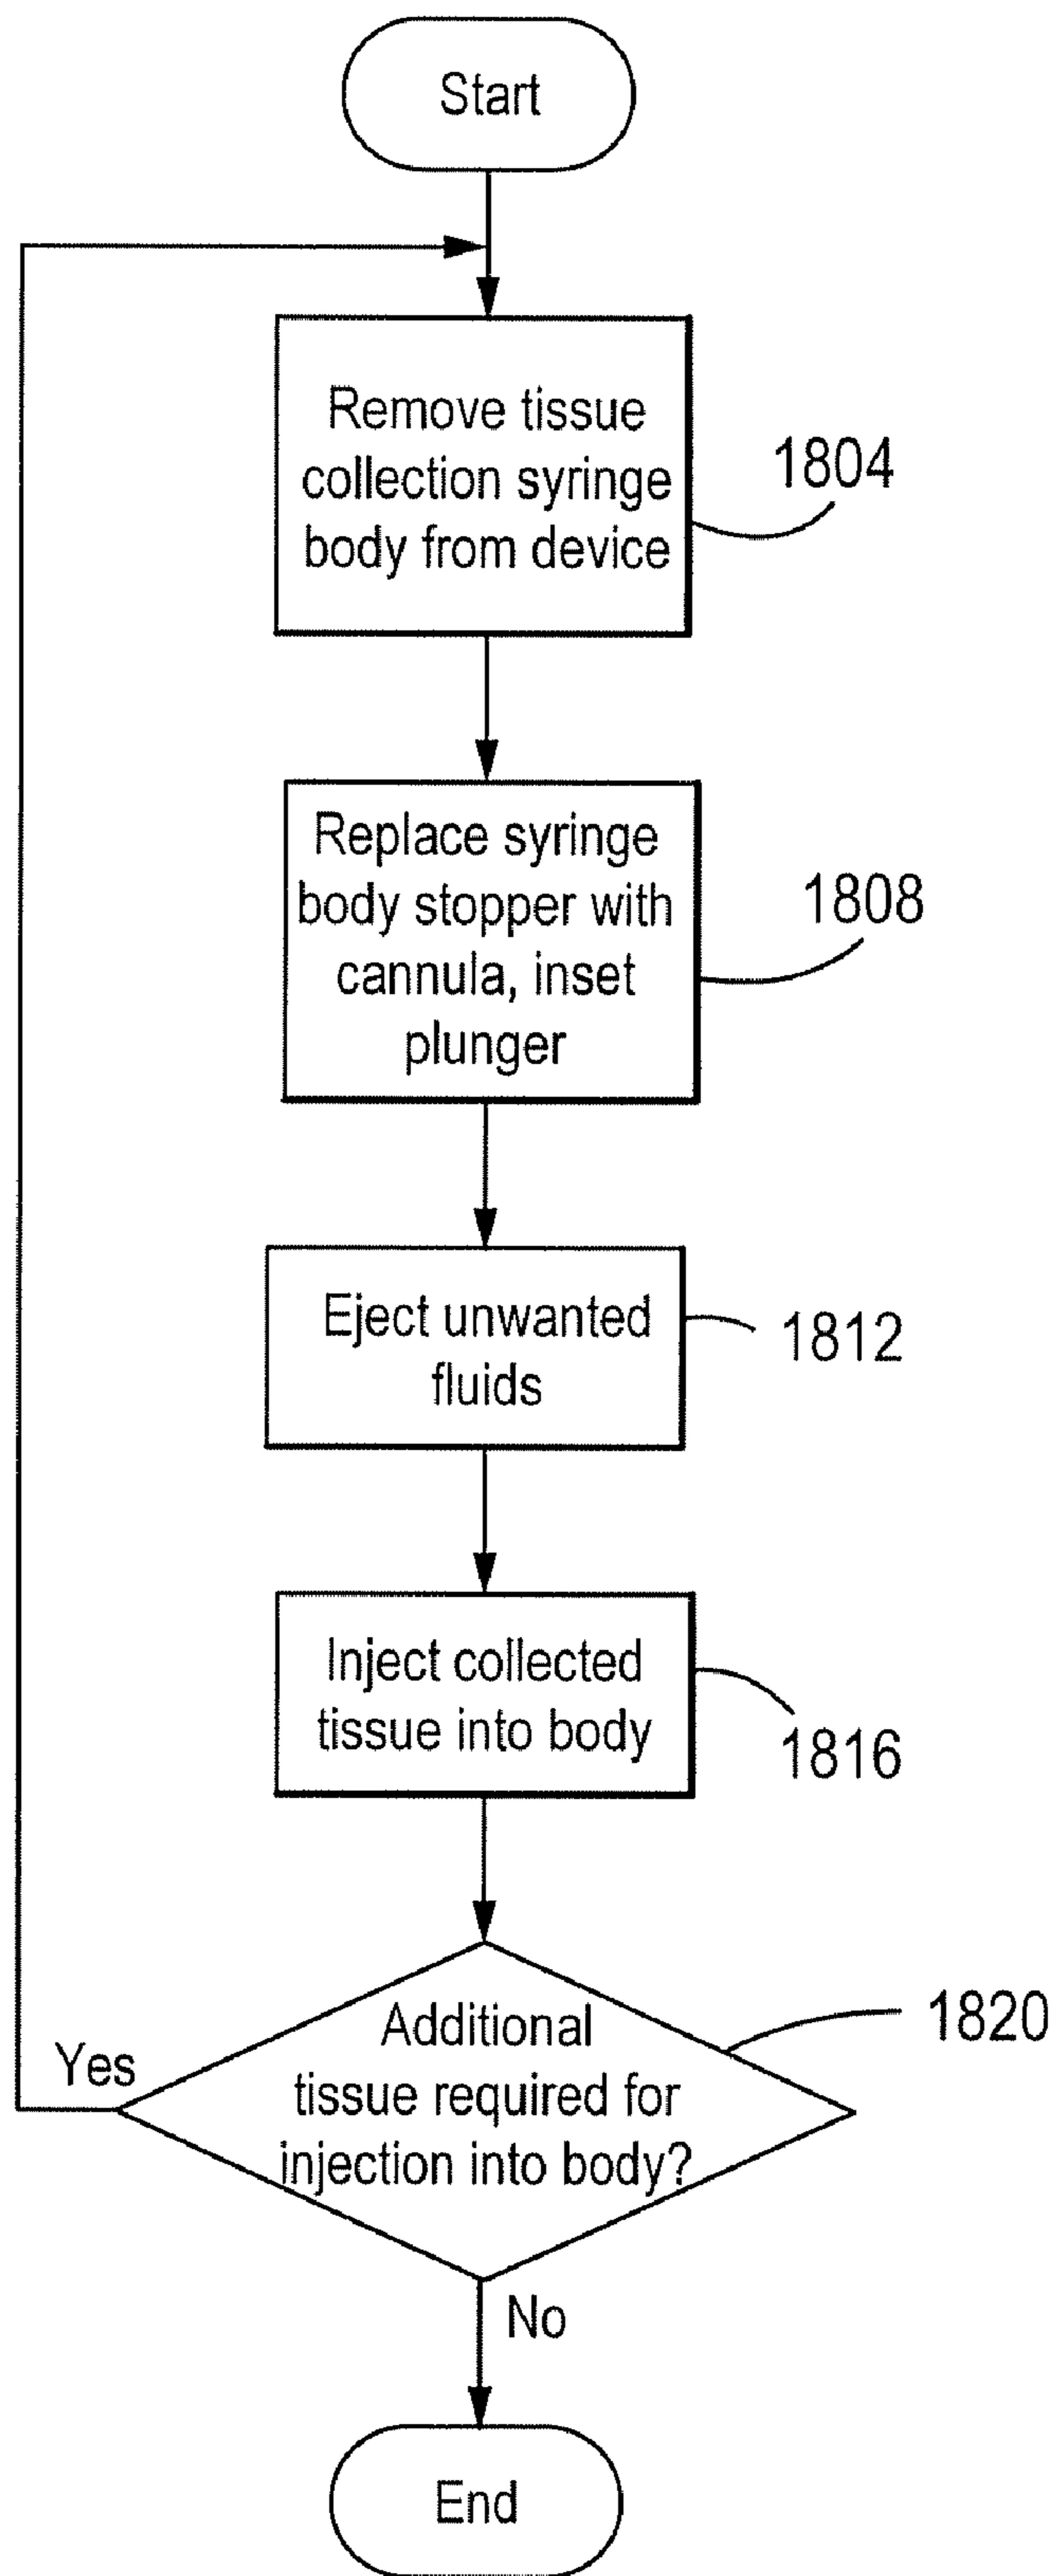 Start
Remove tissue
collection syringe
body from device
1804
Replace syringe
body stopper with
cannula, inset
plunger
1808
Eject unwanted
fluids
1812
Inject collected
tissue into body
1816
Additional
tissue required for
injection into body?
1820
Yes
No
End